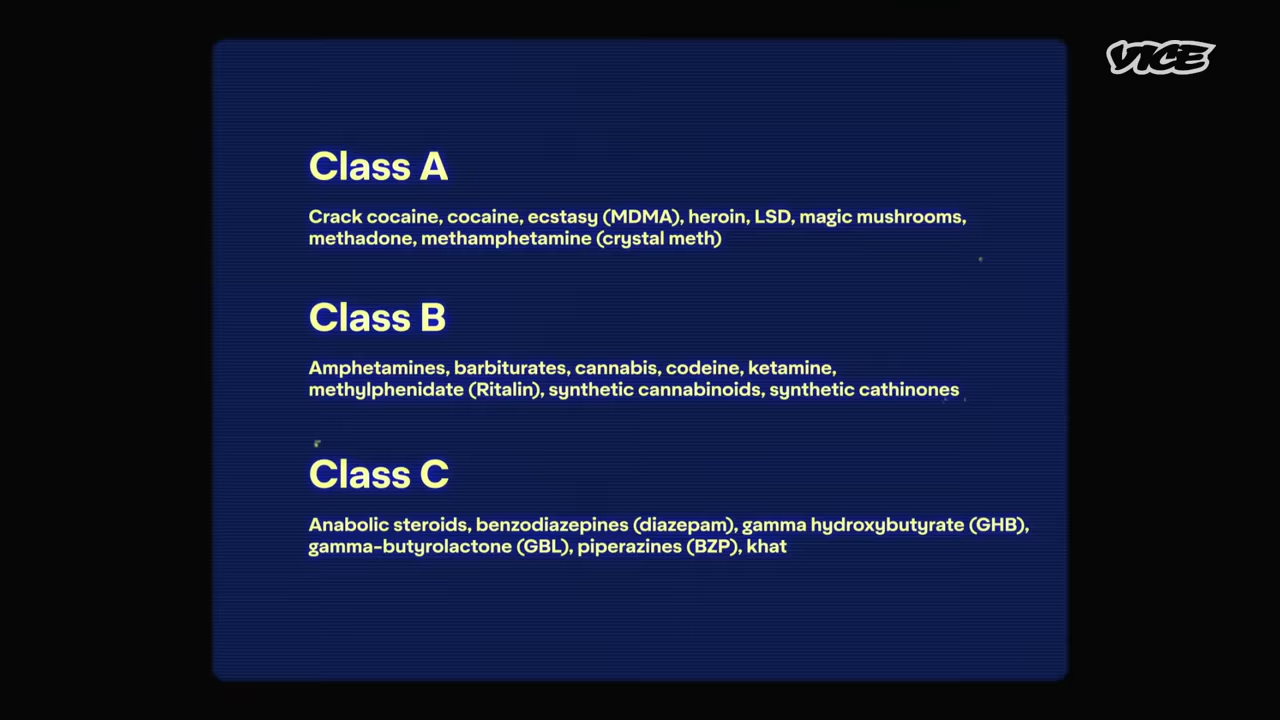 VICE
Class A
Crack cocaine, cocaine, ecstasy (MDMA), heroin, LSD, magic mushrooms,
methadone, methamphetamine (crystal meth)
Class B
Amphetamines, barbiturates, cannabis, codeine, ketamine,
methylphenidate (Ritalin), synthetic cannabinoids, synthetic cathinones
Class C
Anabolic steroids, benzodiazepines (diazepam), gamma hydroxybutyrate (GHB),
gamma-butyrolactone (GBL), piperazines (BZP), khat